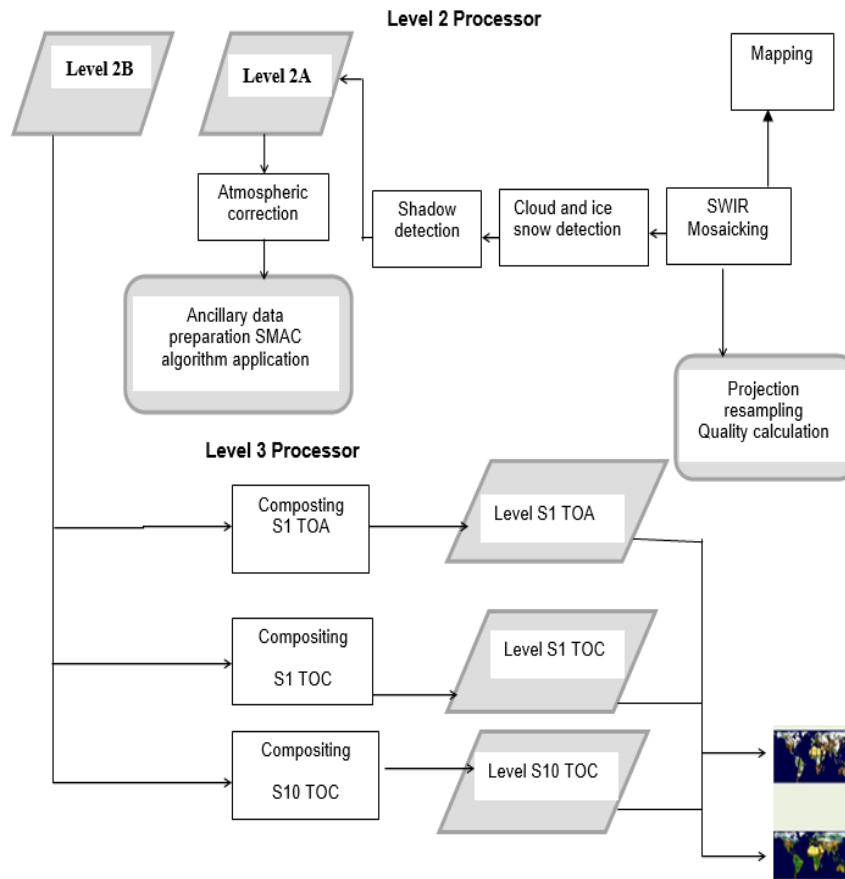 Level 2 Processor
Level 2B
Level 2A
Mapping
Atmospheric
correction
Shadow
detection
Cloud and ice
snow detection
SWIR
Mosaicking
Ancillary data
preparation SMAC
algorithm application
Projection
resampling
Quality calculation
Level 3 Processor
Composting
S1 TOA
Level S1 TOA
Compositing
S1 TOC
Level S1 TOC
Compositing
S10 TOC
Level S10 TOC